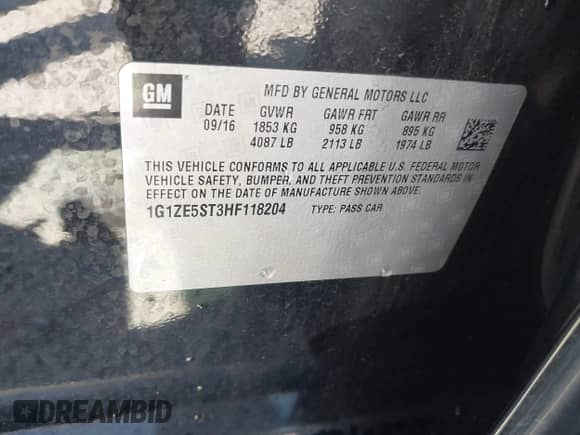 GM
MFD BY GENERAL MOTORS LLC
DATE GVWR GAWR FRT GAWR RR
09/16 1853 KG 958 KG 895 KG
4087 LB 2113 LB 1974 LB
THIS VEHICLE CONFORMS TO ALL APPLICABLE U.S. FEDERAL MOTOR
VEHICLE SAFETY, BUMPER, AND THEFT PREVENTION STANDARDS IN
EFFECT ON THE DATE OF MANUFACTURE SHOWN ABOVE.
1G1ZE5ST3HF118204 TYPE: PASS CAR
DREAMBID